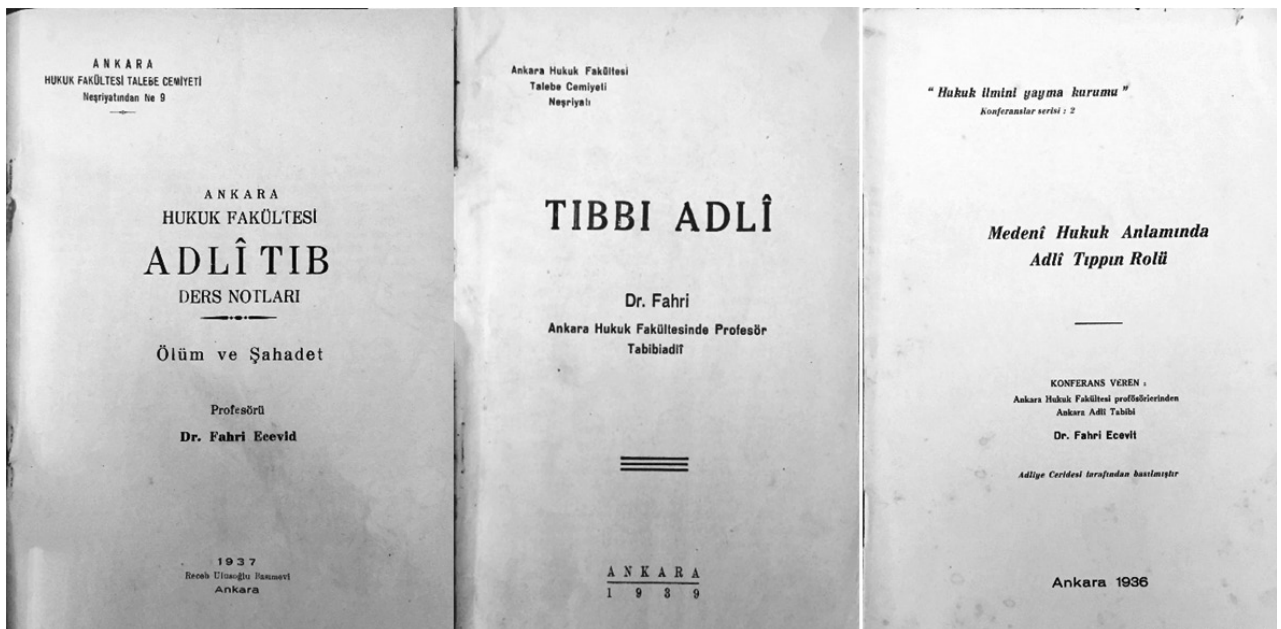 ANKARA
HUKUK FAKÜLTESİ TALEBE CEMİYETİ
Neşriyatından No 9
ANKARA
HUKUK FAKÜLTESİ
ADLÎ TIB
DERS NOTLARI
Ölüm ve Şahadet
Profesörü
Dr. Fahri Ecevid
1937
Receb Ulusoğlu Basımevi
Ankara
Ankara Hukuk Fakültesi
Talebe Cemiyeti
Neşriyatı
TIBBI ADLÎ
Dr. Fahri
Ankara Hukuk Fakültesinde Profesör
Tabibiadlî
ANKARA
1939
" Hukuk ilmini yayma kurumu "
Konferanslar serisi : 2
Medenî Hukuk Anlamında
Adlî Tıppın Rolü
KONFERANS VEREN :
Ankara Hukuk Fakültesi profösörlerinden
Ankara Adlî Tabibi
Dr. Fahri Ecevit
Adliye Ceridesi tarafından basılmıştır
Ankara 1936